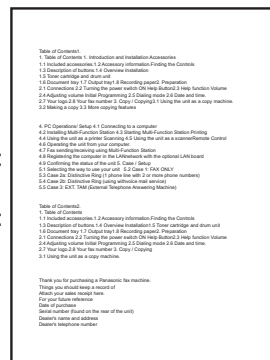 Table of Contents1.
1. Table of Contents 1. Introduction and Installation Accessories
1.1 Included accessories.1.2 Accessory information.Finding the Controls
1.3 Description of buttons.1.4 Overview Installation
1.5 Toner cartridge and drum unit
1.6 Document tray 1.7 Output tray1.8 Recording paper2. Preparation
2.1 Connections 2.2 Turning the power switch ON Help Button2.3 Help function Volume
2.4 Adjusting volume Initial Programming 2.5 Dialing mode 2.6 Date and time.
2.7 Your logo2.8 Your fax number 3. Copy / Copying3.1 Using the unit as a copy machine.
3.2 Making a copy 3.3 More copying features
4. PC Operations/ Setup 4.1 Connecting to a computer
4.2 Installing Multi-Function Station 4.3 Starting Multi-Function Station Printing
4.4 Using the unit as a printer Scanning 4.5 Using the unit as a scanner/Remote Control
4.6 Operating the unit from your computer.
4.7 Fax sending/receiving using Multi-Function Station
4.8 Registering the computer in the LANnetwork with the optional LAN board
4.9 Confirming the status of the unit 5. Case / Setup
5.1 Selecting the way to use your unit  5.2 Case 1: FAX ONLY
5.3 Case 2a: Distinctive Ring (1 phone line with 2 or more phone numbers)
5.4 Case 2b: Distinctive Ring (using withvoice mail service)
5.5 Case 3: EXT. TAM (External Telephone Answering Machine)
Table of Contents2.
1. Table of Contents
1.1 Included accessories.1.2 Accessory information.Finding the Controls
1.3 Description of buttons.1.4 Overview Installation1.5 Toner cartridge and drum unit
1.6 Document tray 1.7 Output tray1.8 Recording paper2. Preparation
2.1 Connections 2.2 Turning the power switch ON Help Button2.3 Help function Volume
2.4 Adjusting volume Initial Programming 2.5 Dialing mode 2.6 Date and time.
2.7 Your logo 2.8 Your fax number 3. Copy / Copying
3.1 Using the unit as a copy machine.
Thank you for purchasing a Panasonic fax machine.
Things you should keep a record of
Attach your sales receipt here.
For your future reference
Date of purchase
Serial number (found on the rear of the unit)
Dealer's name and address
Dealer's telephone number